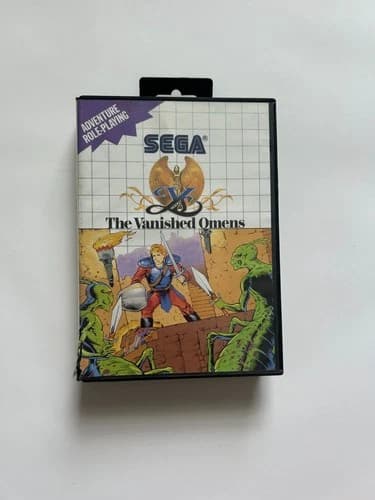 ADVENTURE
ROLE-PLAYING
SEGA®
YS
The Vanished Omens